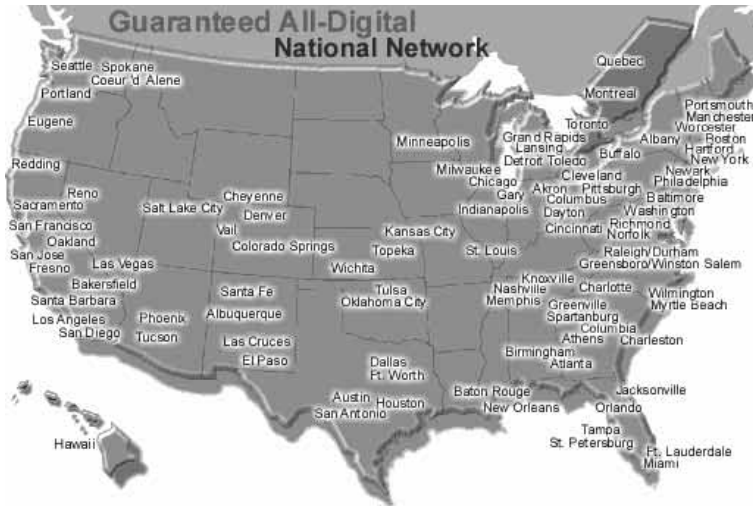 Guaranteed All-Digital
National Network
Seattle
Spokane
Coeur 'd Alene
Portland
Eugene
Redding
Reno
Sacramento
San Francisco
Oakland
San Jose
Fresno
Las Vegas
Bakersfield
Santa Barbara
Los Angeles
San Diego
Phoenix
Tucson
Salt Lake City
Cheyenne
Denver
Vail
Colorado Springs
Santa Fe
Albuquerque
Las Cruces
El Paso
Minneapolis
Kansas City
Topeka
Wichita
Tulsa
Oklahoma City
Dallas
Ft. Worth
Austin
Houston
San Antonio
Milwaukee
Chicago
Gary
Indianapolis
St. Louis
Nashville
Memphis
Knoxville
Birmingham
Atlanta
Athens
Baton Rouge
New Orleans
Quebec
Montreal
Toronto
Grand Rapids
Lansing
Detroit Toledo
Buffalo
Cleveland
Akron
Pittsburgh
Columbus
Dayton
Cincinnati
Portsmouth
Manchester
Worcester
Albany
Boston
Hartford
New York
Newark
Philadelphia
Baltimore
Washington
Richmond
Norfolk
Raleigh/Durham
Greensboro/Winston Salem
Charlotte
Greenville
Spartanburg
Columbia
Wilmington
Myrtle Beach
Charleston
Jacksonville
Orlando
Tampa
St. Petersburg
Ft. Lauderdale
Miami
Hawaii